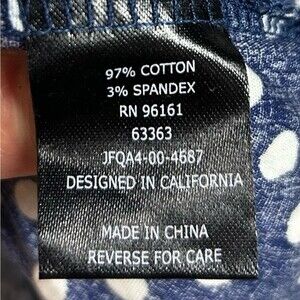 97% COTTON
3% SPANDEX
RN 96161
63363
JFQA4-00-4687
DESIGNED IN CALIFORNIA
MADE IN CHINA
REVERSE FOR CARE